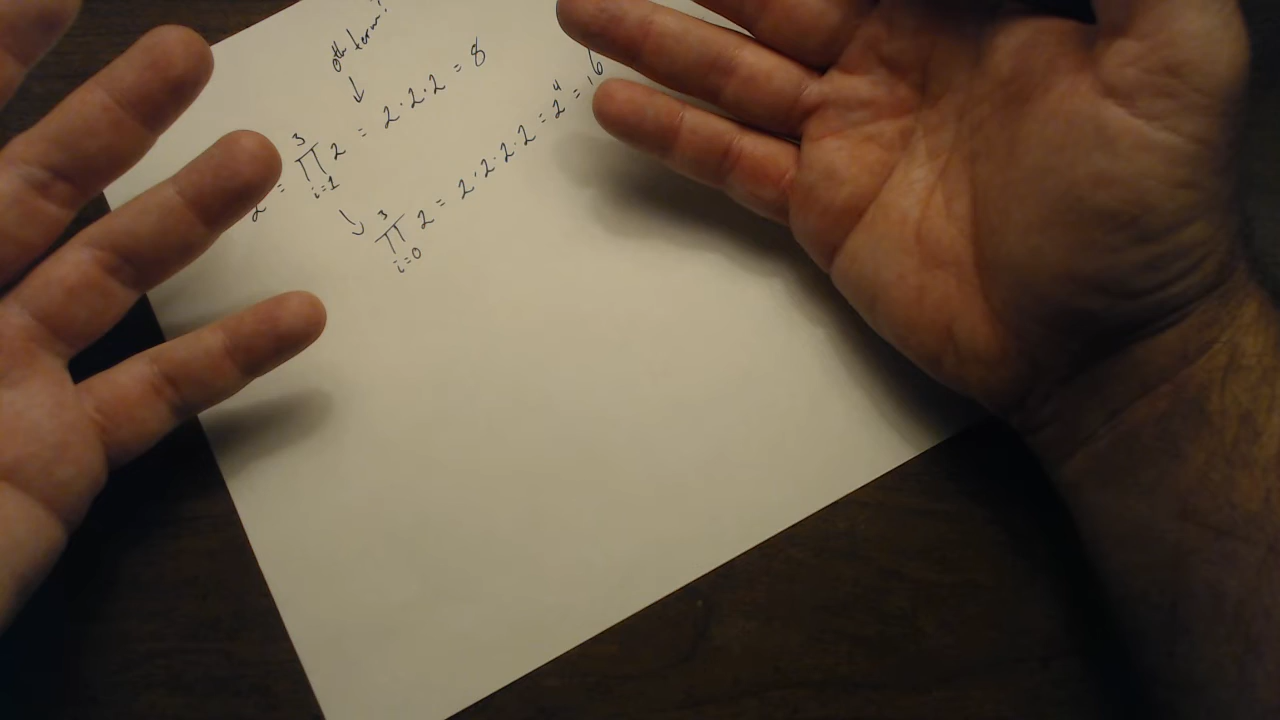 0th term?
↓
2 = ∏_{i=1}^{3} 2 = 2·2·2 = 8
↘
∏_{i=0}^{3} 2 = 2·2·2·2 = 2^4 = 16